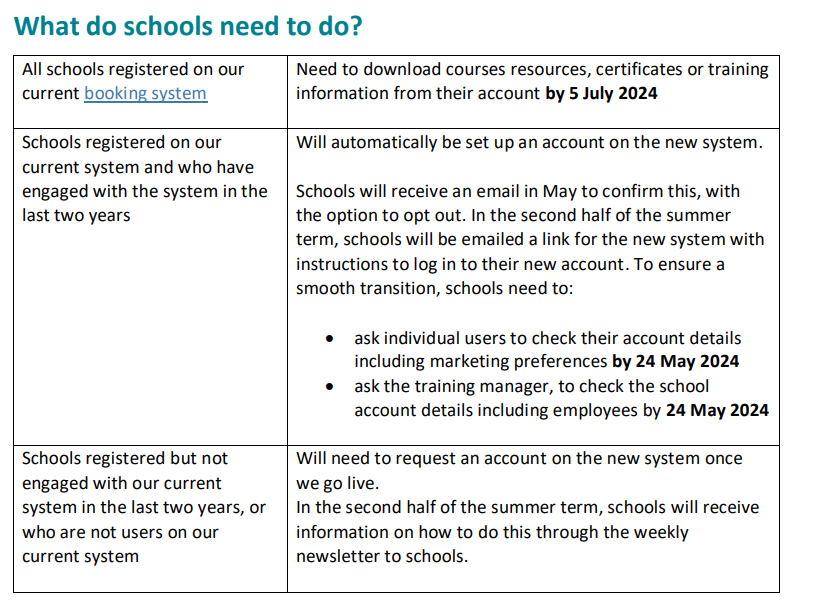 What do schools need to do?
All schools registered on our
current booking system
Need to download courses resources, certificates or training
information from their account by 5 July 2024
Schools registered on our
current system and who have
engaged with the system in the
last two years
Will automatically be set up an account on the new system.
Schools will receive an email in May to confirm this, with
the option to opt out. In the second half of the summer
term, schools will be emailed a link for the new system with
instructions to log in to their new account. To ensure a
smooth transition, schools need to:
• ask individual users to check their account details
including marketing preferences by 24 May 2024
• ask the training manager, to check the school
account details including employees by 24 May 2024
Schools registered but not
engaged with our current
system in the last two years, or
who are not users on our
current system
Will need to request an account on the new system once
we go live.
In the second half of the summer term, schools will receive
information on how to do this through the weekly
newsletter to schools.